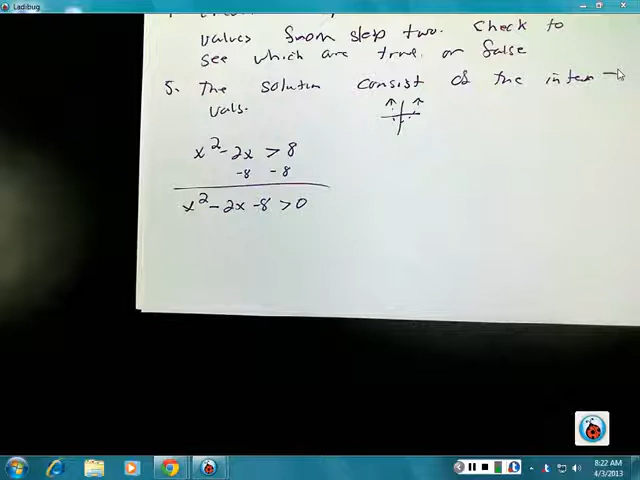 Ladibug
values from step two. Check to
see which are true or false
5. The solution consist of the inter-
vals.
x² - 2x > 8
-8 -8
x² - 2x - 8 > 0
8:22 AM
4/3/2013